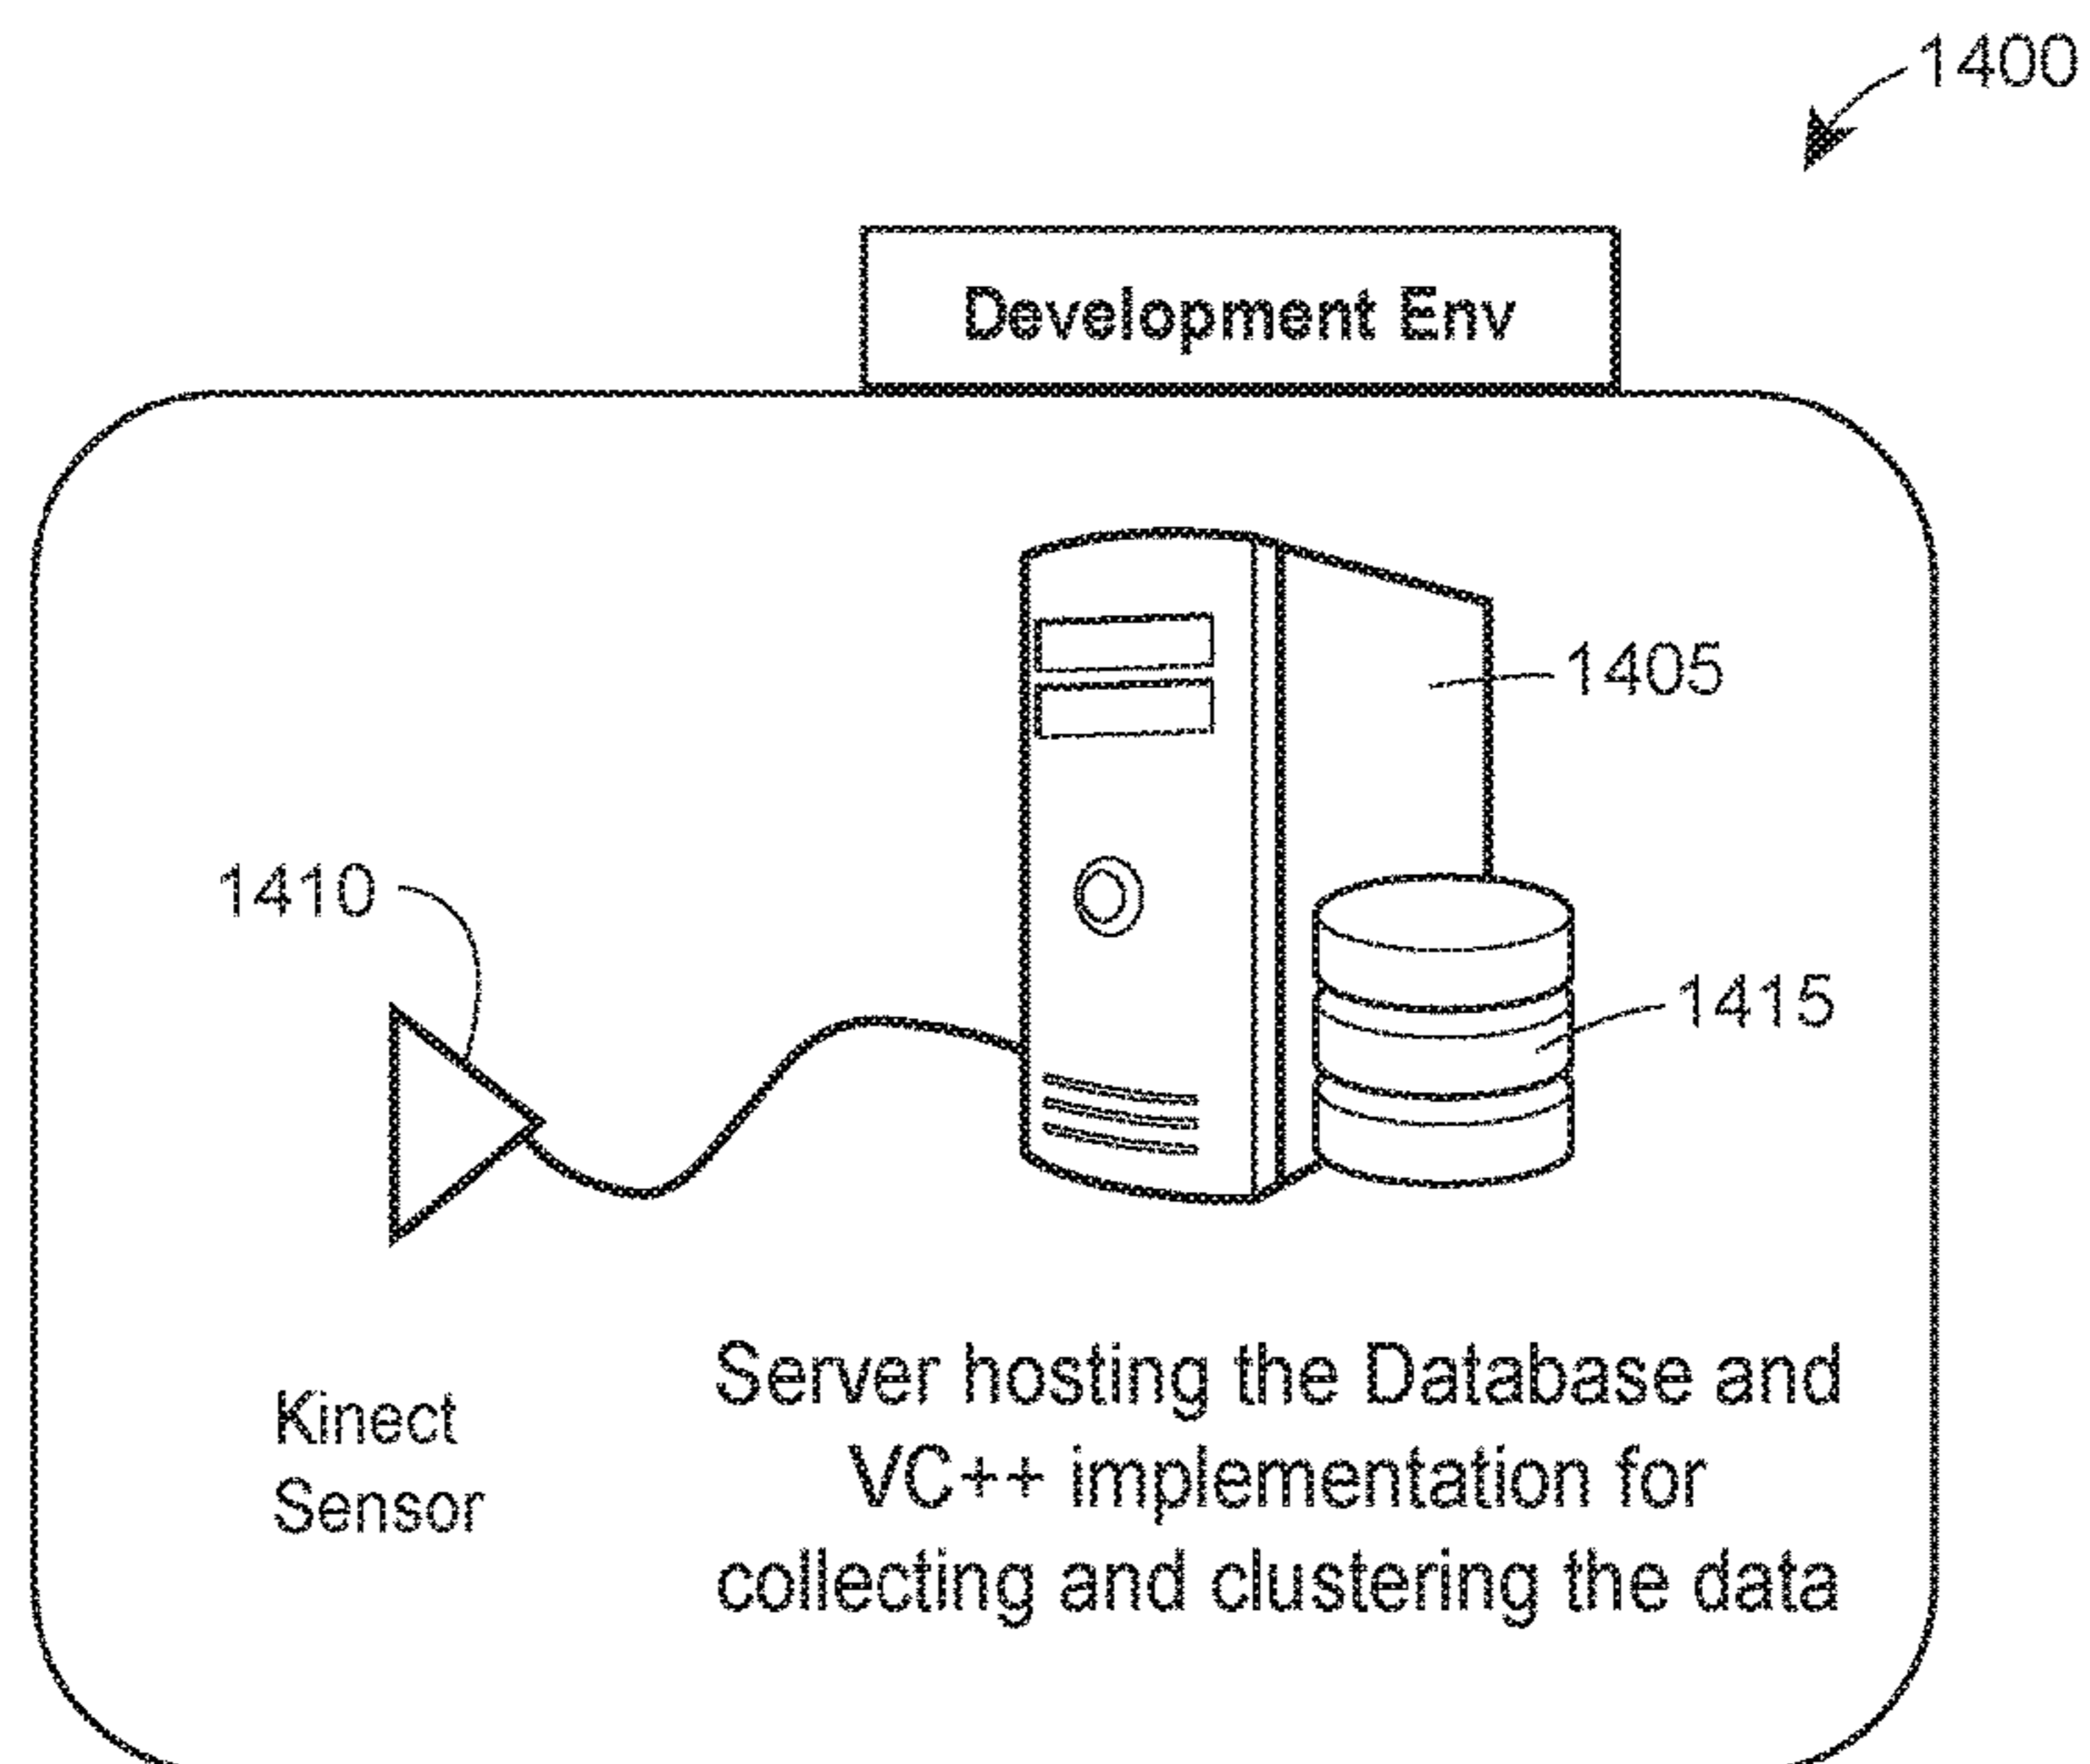 1400
Development Env
1405
1410
1415
Kinect
Sensor
Server hosting the Database and
VC++ implementation for
collecting and clustering the data